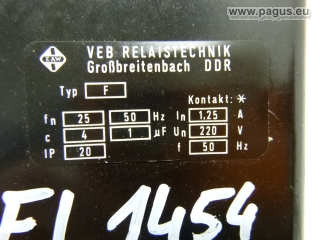 www.pagus.eu
EAW
VEB RELAISTECHNIK
Großbreitenbach DDR
Typ F
Kontakt: *
fn 25 50 Hz In 1.25 A
c 4 1 µF Un 220 V
IP 20 f 50 Hz
FI 1454